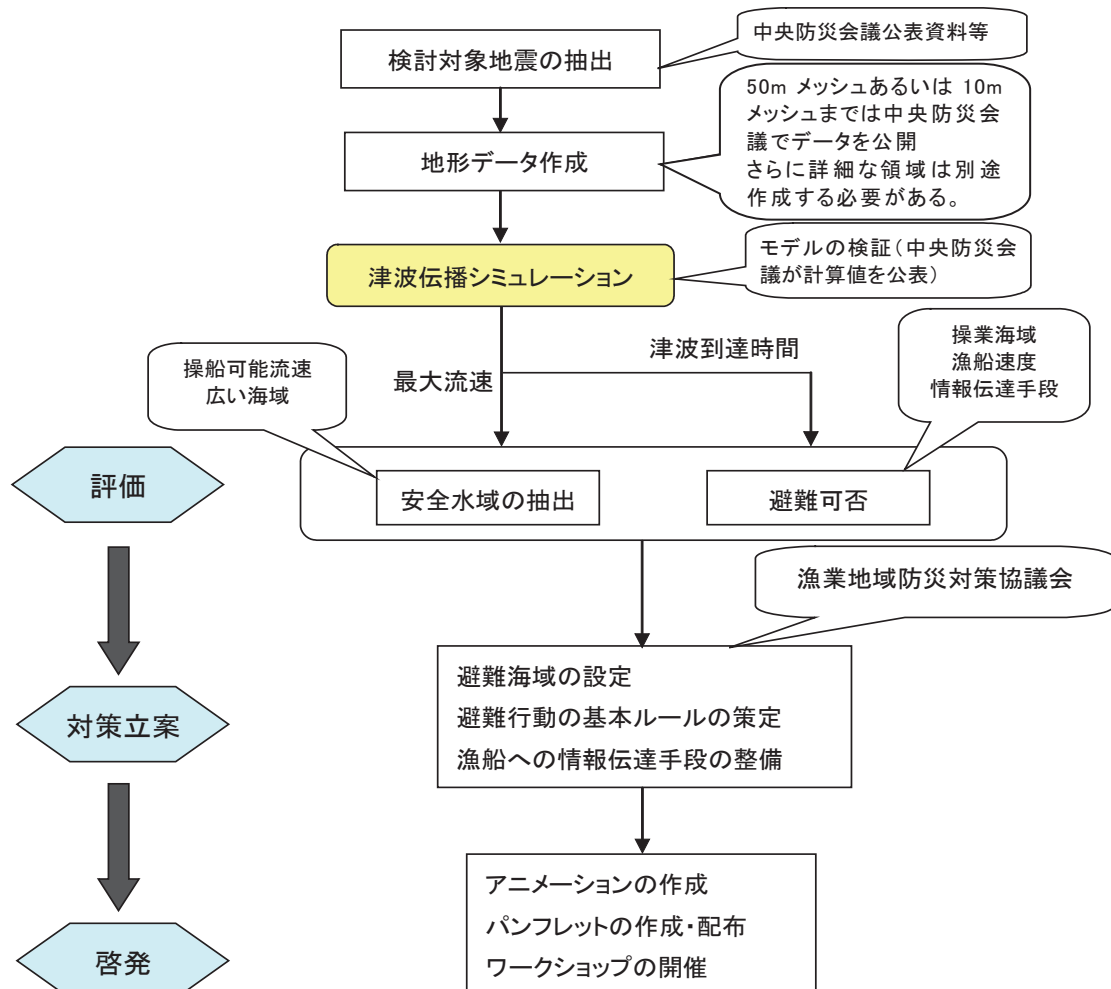 検討対象地震の抽出
中央防災会議公表資料等
地形データ作成
50m メッシュあるいは 10m
メッシュまでは中央防災会
議でデータを公開
さらに詳細な領域は別途
作成する必要がある。
津波伝播シミュレーション
モデルの検証(中央防災会
議が計算値を公表)
操船可能流速
広い海域
最大流速
津波到達時間
操業海域
漁船速度
情報伝達手段
評価
安全水域の抽出
避難可否
漁業地域防災対策協議会
対策立案
避難海域の設定
避難行動の基本ルールの策定
漁船への情報伝達手段の整備
啓発
アニメーションの作成
パンフレットの作成・配布
ワークショップの開催